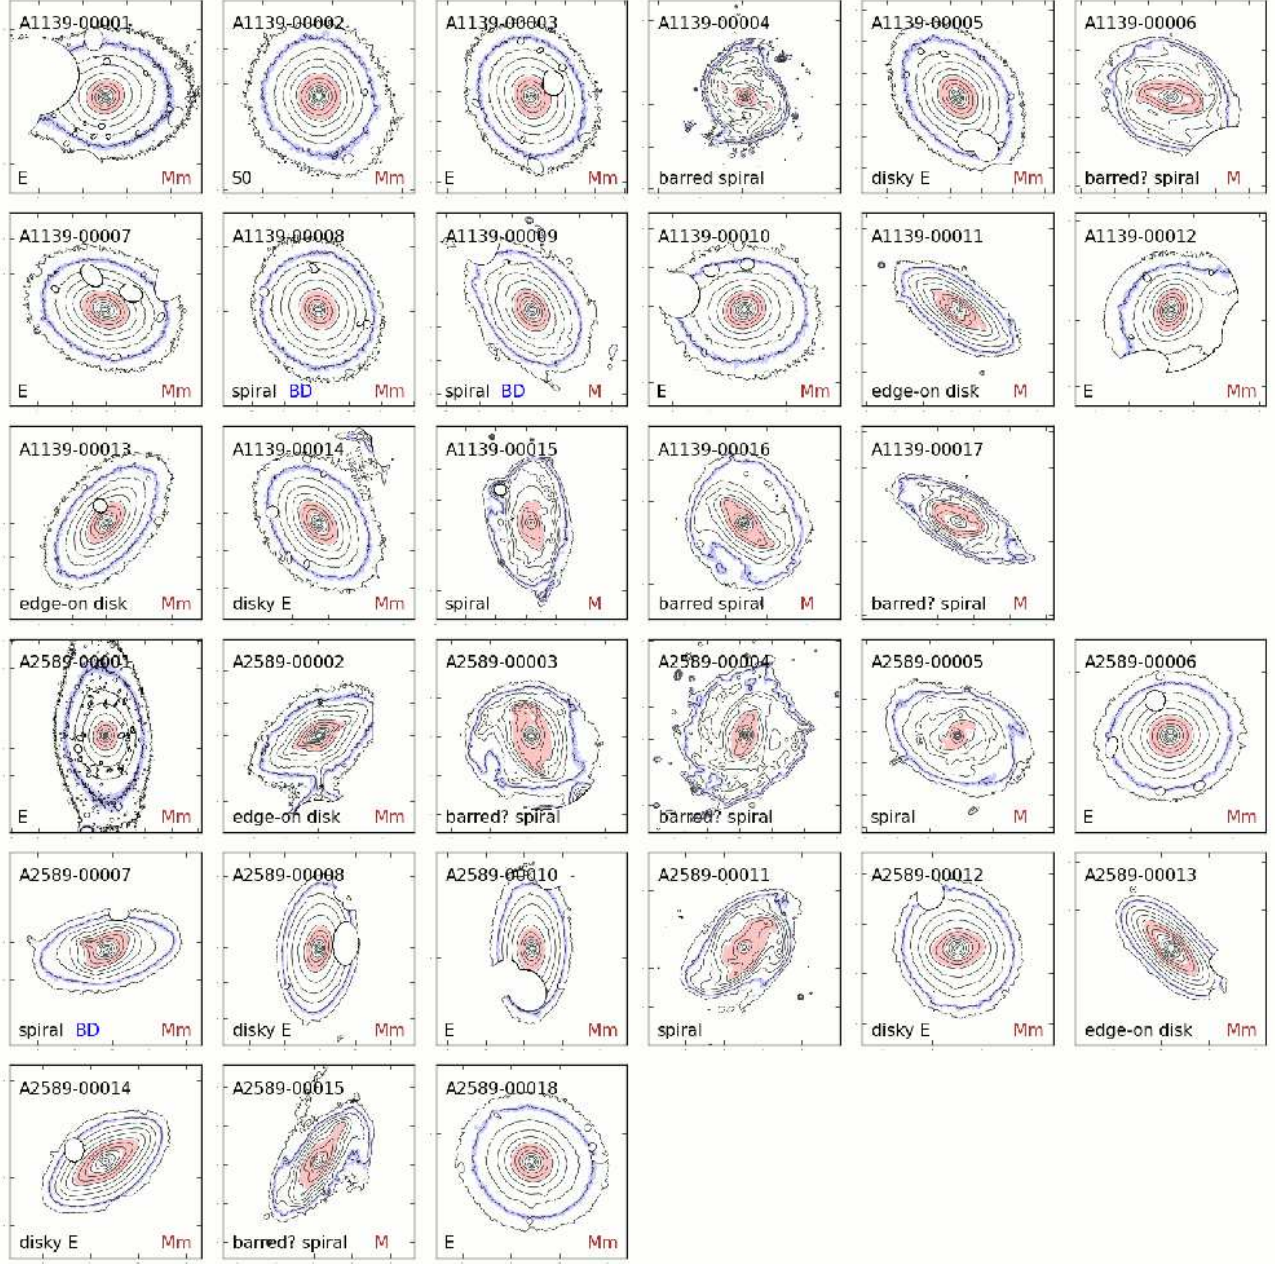 A1139-00001 A1139-00002 A1139-00003 A1139-00004 A1139-00005 A1139-00006
E Mm S0 Mm E Mm barred spiral disky E Mm barred? spiral M
A1139-00007 A1139-00008 A1139-00009 A1139-00010 A1139-00011 A1139-00012
E Mm spiral BD Mm spiral BD M E Mm edge-on disk M E Mm
A1139-00013 A1139-00014 A1139-00015 A1139-00016 A1139-00017
edge-on disk Mm disky E Mm spiral M barred spiral M barred? spiral M
A2589-00001 A2589-00002 A2589-00003 A2589-00004 A2589-00005 A2589-00006
E Mm edge-on disk Mm barred? spiral barred? spiral spiral M E Mm
A2589-00007 A2589-00008 A2589-00010 A2589-00011 A2589-00012 A2589-00013
spiral BD Mm disky E Mm E Mm spiral disky E Mm edge-on disk Mm
A2589-00014 A2589-00015 A2589-00018
disky E Mm barred? spiral M E Mm